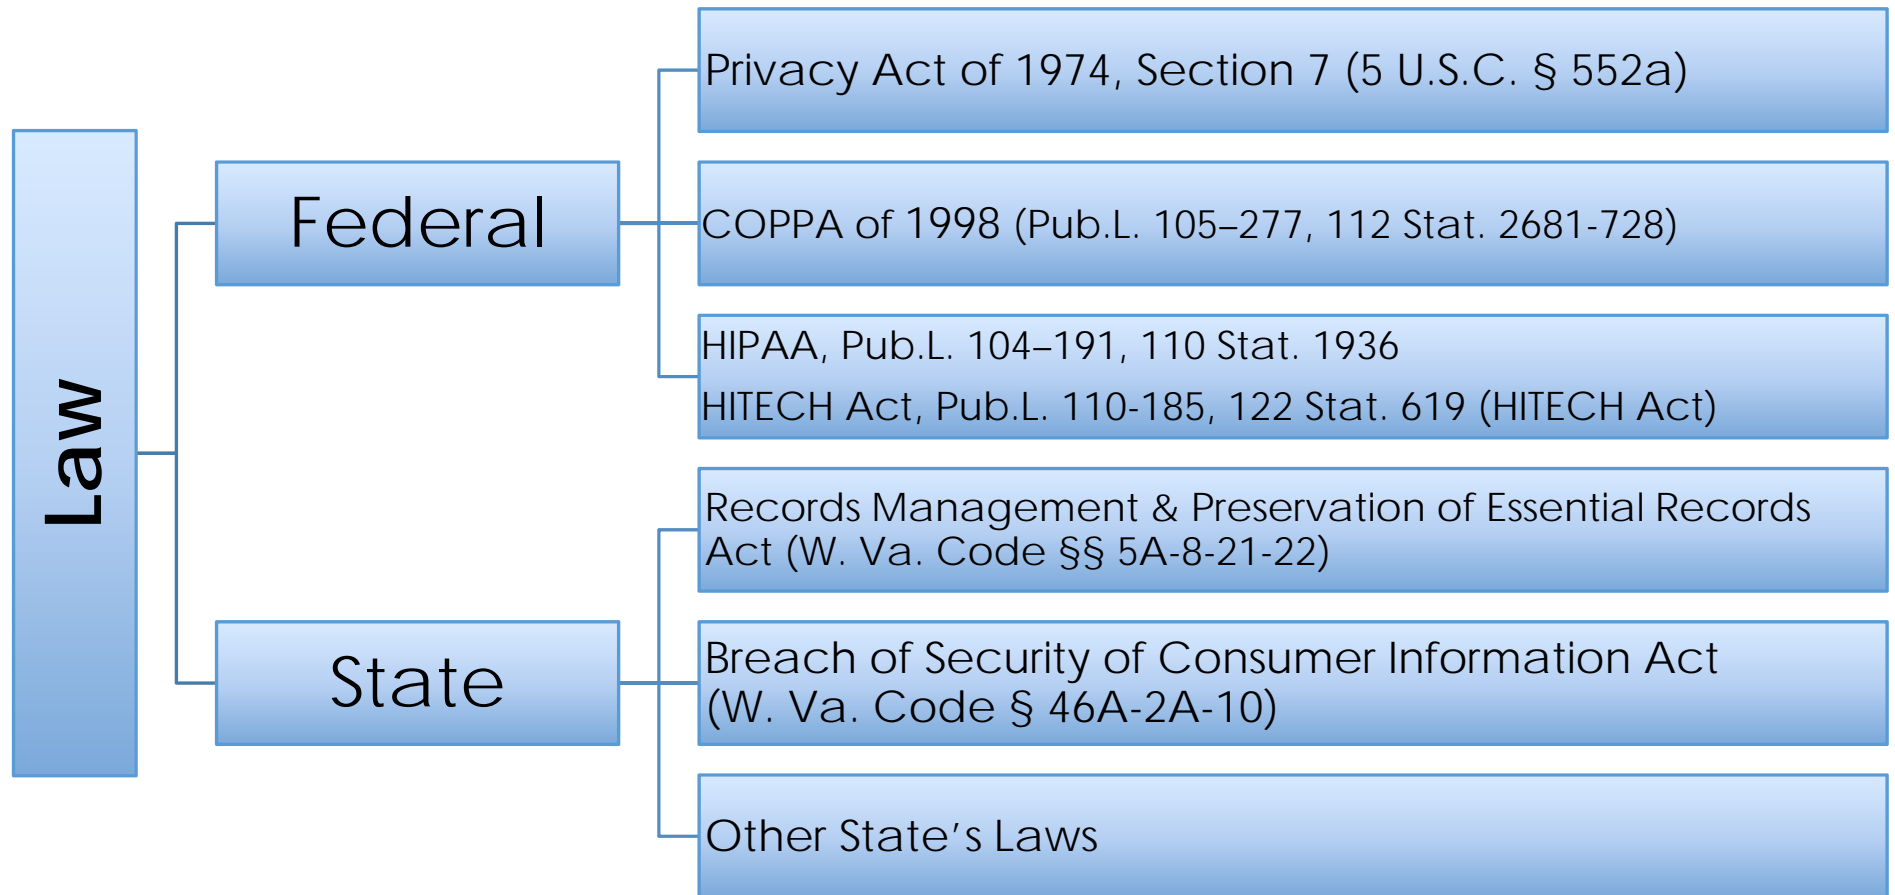 Law
Federal
Privacy Act of 1974, Section 7 (5 U.S.C. § 552a)
COPPA of 1998 (Pub.L. 105–277, 112 Stat. 2681-728)
HIPAA, Pub.L. 104–191, 110 Stat. 1936
HITECH Act, Pub.L. 110-185, 122 Stat. 619 (HITECH Act)
State
Records Management & Preservation of Essential Records
Act (W. Va. Code §§ 5A-8-21-22)
Breach of Security of Consumer Information Act
(W. Va. Code § 46A-2A-10)
Other State’s Laws